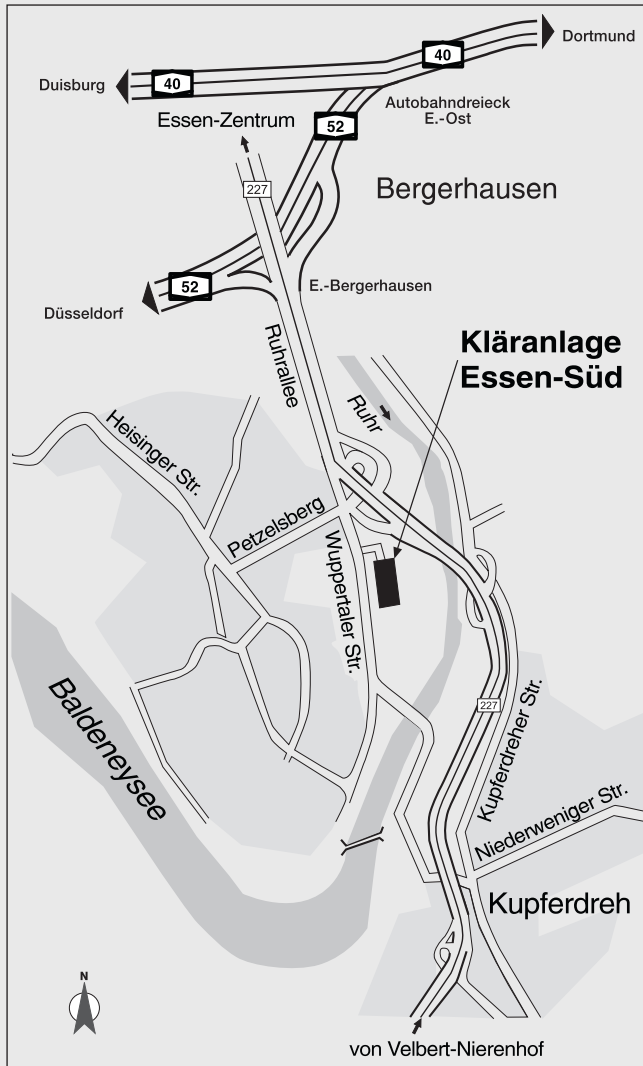 Dortmund
40
Duisburg
40
Autobahndreieck
E.-Ost
Essen-Zentrum
52
227
Bergerhausen
52
E.-Bergerhausen
Düsseldorf
Ruhrallee
Kläranlage
Essen-Süd
Ruhr
Heisinger Str.
Petzelsberg
Wuppertaler Str.
Baldeneysee
227
Kupferdreher Str.
Niederweniger Str.
Kupferdreh
N
von Velbert-Nierenhof